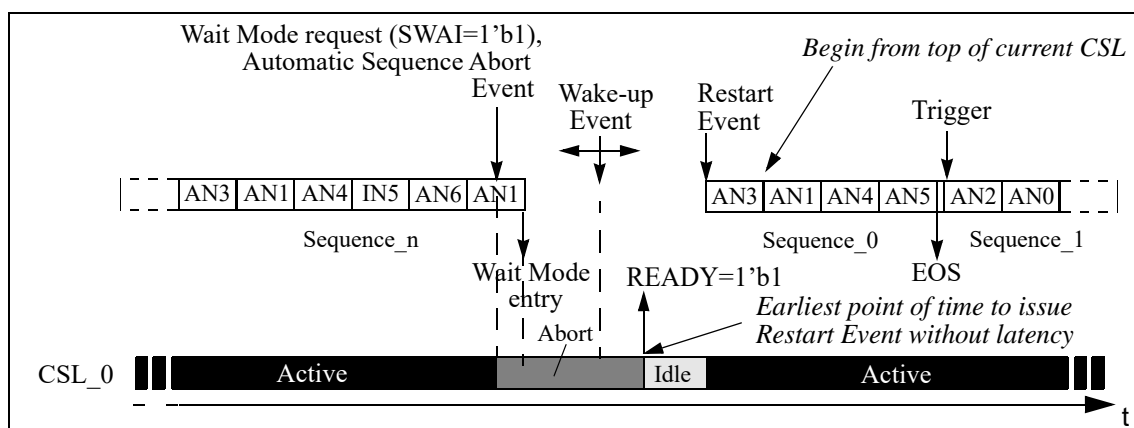 Wait Mode request (SWAI=1’b1),
Automatic Sequence Abort
Event
Wake-up
Event
Restart
Event
Begin from top of current CSL
Trigger
AN3 AN1 AN4 IN5 AN6 AN1
AN3 AN1 AN4 AN5 AN2 AN0
Sequence_n
Sequence_0
Sequence_1
Wait Mode
entry
READY=1’b1
EOS
Earliest point of time to issue
Restart Event without latency
Abort
CSL_0
Active
Idle
Active
t